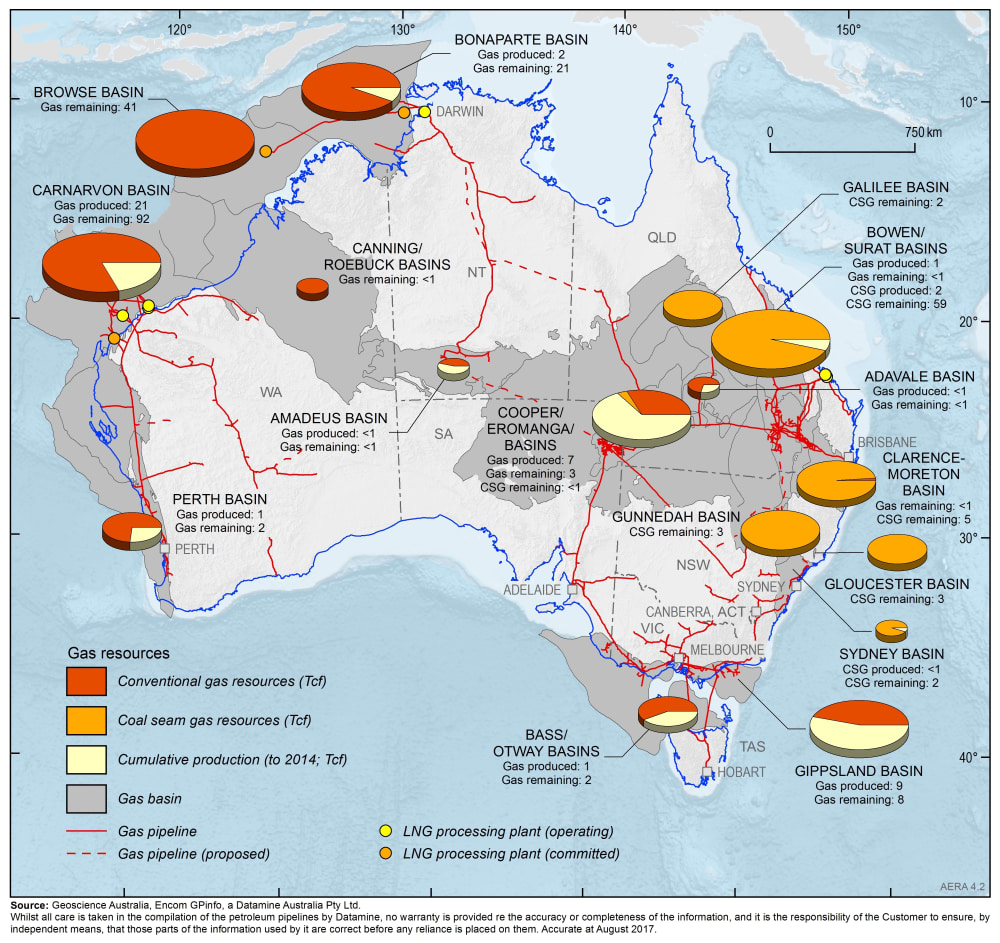 120°
130°
140°
150°
BONAPARTE BASIN
Gas produced: 2
Gas remaining: 21
BROWSE BASIN
Gas remaining: 41
DARWIN
10°
0
750 km
CARNARVON BASIN
Gas produced: 21
Gas remaining: 92
GALILEE BASIN
CSG remaining: 2
BOWEN/
SURAT BASINS
Gas produced: 1
Gas remaining: <1
CSG produced: 2
CSG remaining: 59
CANNING/
ROEBUCK BASINS
Gas remaining: <1
QLD
NT
20°
WA
AMADEUS BASIN
Gas produced: <1
Gas remaining: <1
SA
COOPER/
EROMANGA/
BASINS
Gas produced: 7
Gas remaining: 3
CSG remaining: <1
ADAVALE BASIN
Gas produced: <1
Gas remaining: <1
BRISBANE
CLARENCE-
MORETON
BASIN
Gas remaining: <1
CSG remaining: 5
PERTH BASIN
Gas produced: 1
Gas remaining: 2
PERTH
GUNNEDAH BASIN
CSG remaining: 3
30°
NSW
GLOUCESTER BASIN
CSG remaining: 3
ADELAIDE
SYDNEY
CANBERRA, ACT
VIC
MELBOURNE
SYDNEY BASIN
CSG produced: <1
CSG remaining: 2
BASS/
OTWAY BASINS
Gas produced: 1
Gas remaining: 2
TAS
HOBART
40°
GIPPSLAND BASIN
Gas produced: 9
Gas remaining: 8
Gas resources
Conventional gas resources (Tcf)
Coal seam gas resources (Tcf)
Cumulative production (to 2014; Tcf)
Gas basin
Gas pipeline
Gas pipeline (proposed)
LNG processing plant (operating)
LNG processing plant (committed)
AERA 4.2
Source: Geoscience Australia, Encom GPinfo, a Datamine Australia Pty Ltd.
Whilst all care is taken in the compilation of the petroleum pipelines by Datamine, no warranty is provided re the accuracy or completeness of the information, and it is the responsibility of the Customer to ensure, by
independent means, that those parts of the information used by it are correct before any reliance is placed on them. Accurate at August 2017.